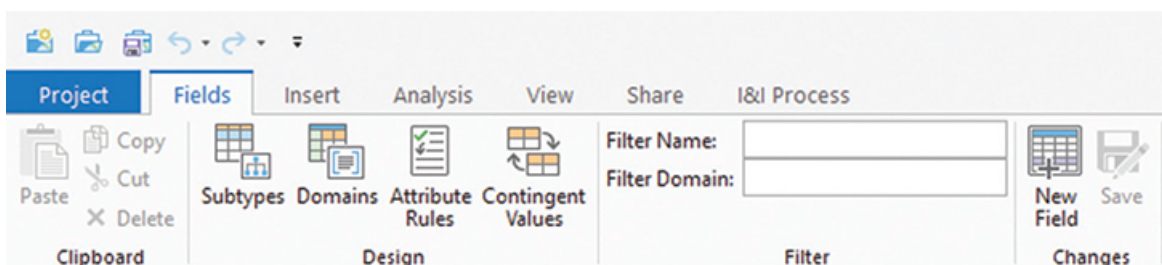 Project Fields Insert Analysis View Share I&I Process
Paste
Copy
Cut
Delete
Clipboard
Subtypes Domains Attribute Rules Contingent Values
Design
Filter Name:
Filter Domain:
Filter
New Field Save
Changes